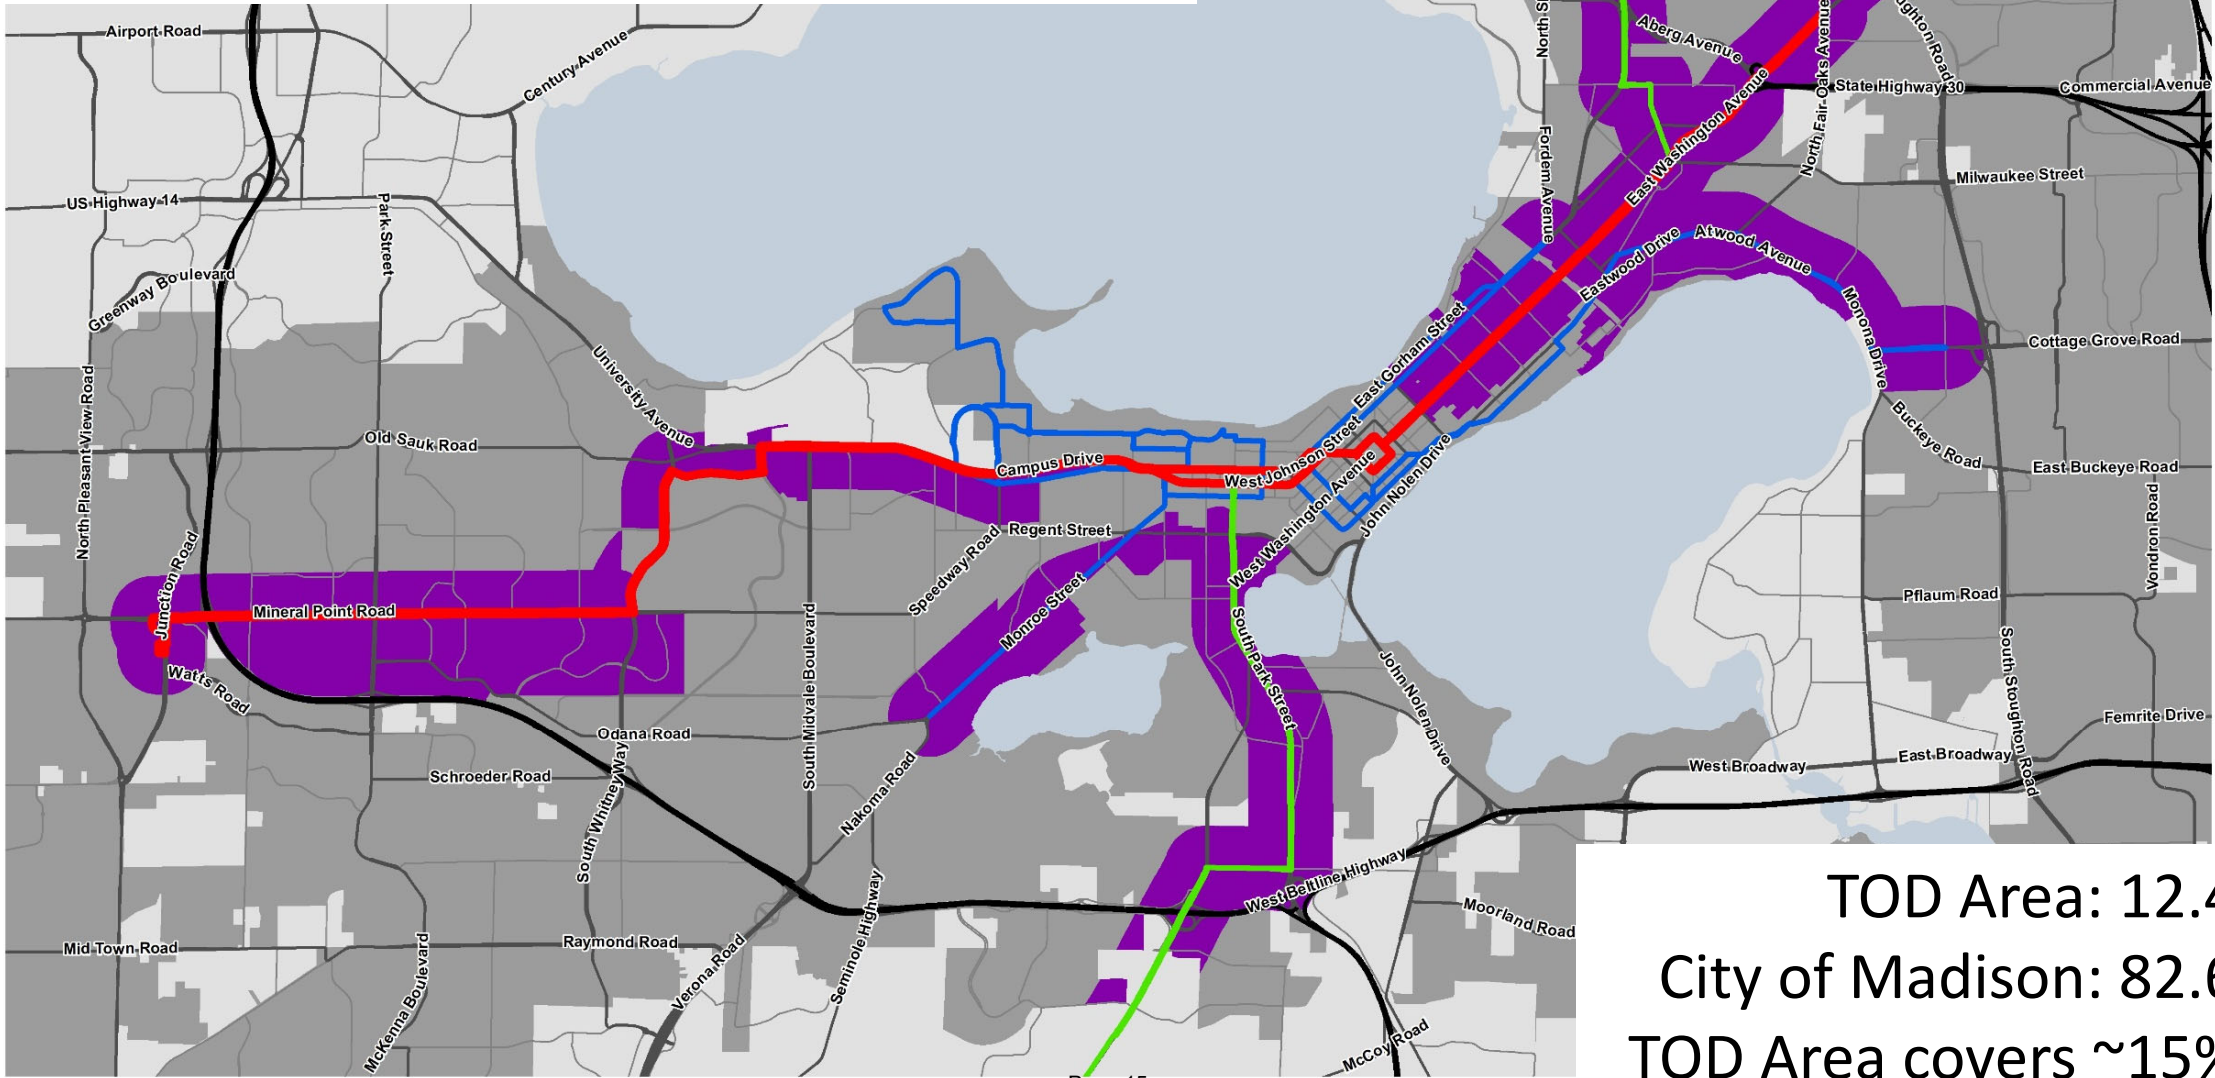 Airport Road
Century Avenue
Aberg Avenue
State Highway 30
Commercial Avenue
North Fair Oaks Avenue
Fordem Avenue
East Washington Avenue
Milwaukee Street
US Highway 14
Park Street
Greenway Boulevard
Eastwood Drive
Atwood Avenue
Monona Drive
Cottage Grove Road
University Avenue
East Gorham Street
North Pleasant View Road
Old Sauk Road
Campus Drive
West Johnson Street
West Washington Avenue
John Nolen Drive
Buckeye Road
East Buckeye Road
Vondron Road
Regent Street
Speedway Road
Junction Road
Mineral Point Road
Monroe Street
South Park Street
Pflaum Road
South Stoughton Road
Watts Road
South Midvale Boulevard
Odana Road
John Nolen Drive
Femrite Drive
West Broadway
East Broadway
Schroeder Road
South Whitney Way
Nakoma Road
West Beltline Highway
Moorland Road
Mid Town Road
McKenna Boulevard
Raymond Road
Verona Road
Seminole Highway
McCoy Road
TOD Area: 12.4
City of Madison: 82.6
TOD Area covers ~15%